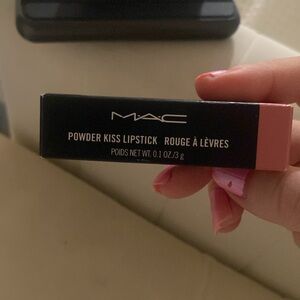 MAC
POWDER KISS LIPSTICK ROUGE À LÈVRES
POIDS NET WT. 0.1 OZ/3 g